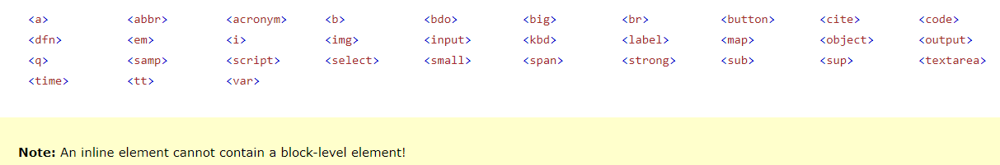 <a> <abbr> <acronym> <b> <bdo> <big> <br> <button> <cite> <code>
<dfn> <em> <i> <img> <input> <kbd> <label> <map> <object> <output>
<q> <samp> <script> <select> <small> <span> <strong> <sub> <sup> <textarea>
<time> <tt> <var>
Note: An inline element cannot contain a block-level element!